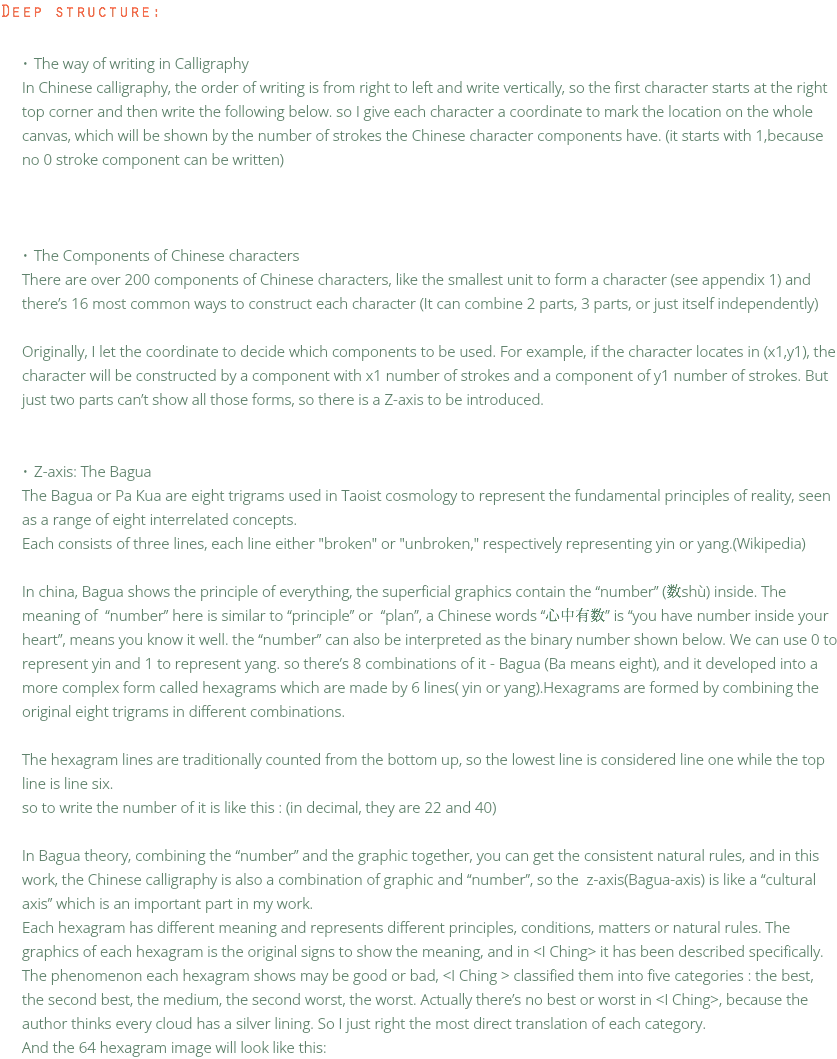 Deep structure:
· The way of writing in Calligraphy
In Chinese calligraphy, the order of writing is from right to left and write vertically, so the first character starts at the right
top corner and then write the following below. so I give each character a coordinate to mark the location on the whole
canvas, which will be shown by the number of strokes the Chinese character components have. (it starts with 1,because
no 0 stroke component can be written)
· The Components of Chinese characters
There are over 200 components of Chinese characters, like the smallest unit to form a character (see appendix 1) and
there’s 16 most common ways to construct each character (It can combine 2 parts, 3 parts, or just itself independently)
Originally, I let the coordinate to decide which components to be used. For example, if the character locates in (x1,y1), the
character will be constructed by a component with x1 number of strokes and a component of y1 number of strokes. But
just two parts can’t show all those forms, so there is a Z-axis to be introduced.
· Z-axis: The Bagua
The Bagua or Pa Kua are eight trigrams used in Taoist cosmology to represent the fundamental principles of reality, seen
as a range of eight interrelated concepts.
Each consists of three lines, each line either "broken" or "unbroken," respectively representing yin or yang.(Wikipedia)
In china, Bagua shows the principle of everything, the superficial graphics contain the “number” (数shù) inside. The
meaning of “number” here is similar to “principle” or “plan”, a Chinese words “心中有数” is “you have number inside your
heart”, means you know it well. the “number” can also be interpreted as the binary number shown below. We can use 0 to
represent yin and 1 to represent yang. so there’s 8 combinations of it - Bagua (Ba means eight), and it developed into a
more complex form called hexagrams which are made by 6 lines( yin or yang).Hexagrams are formed by combining the
original eight trigrams in different combinations.
The hexagram lines are traditionally counted from the bottom up, so the lowest line is considered line one while the top
line is line six.
so to write the number of it is like this : (in decimal, they are 22 and 40)
In Bagua theory, combining the “number” and the graphic together, you can get the consistent natural rules, and in this
work, the Chinese calligraphy is also a combination of graphic and “number”, so the z-axis(Bagua-axis) is like a “cultural
axis” which is an important part in my work.
Each hexagram has different meaning and represents different principles, conditions, matters or natural rules. The
graphics of each hexagram is the original signs to show the meaning, and in <I Ching> it has been described specifically.
The phenomenon each hexagram shows may be good or bad, <I Ching > classified them into five categories : the best,
the second best, the medium, the second worst, the worst. Actually there’s no best or worst in <I Ching>, because the
author thinks every cloud has a silver lining. So I just right the most direct translation of each category.
And the 64 hexagram image will look like this: